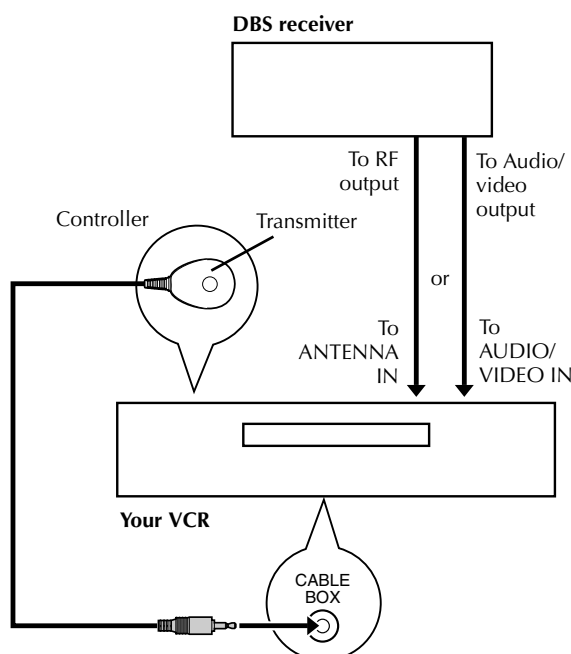 DBS receiver
To RF
output
To Audio/
video
output
Controller
Transmitter
or
To
ANTENNA
IN
To
AUDIO/
VIDEO IN
Your VCR
CABLE
BOX